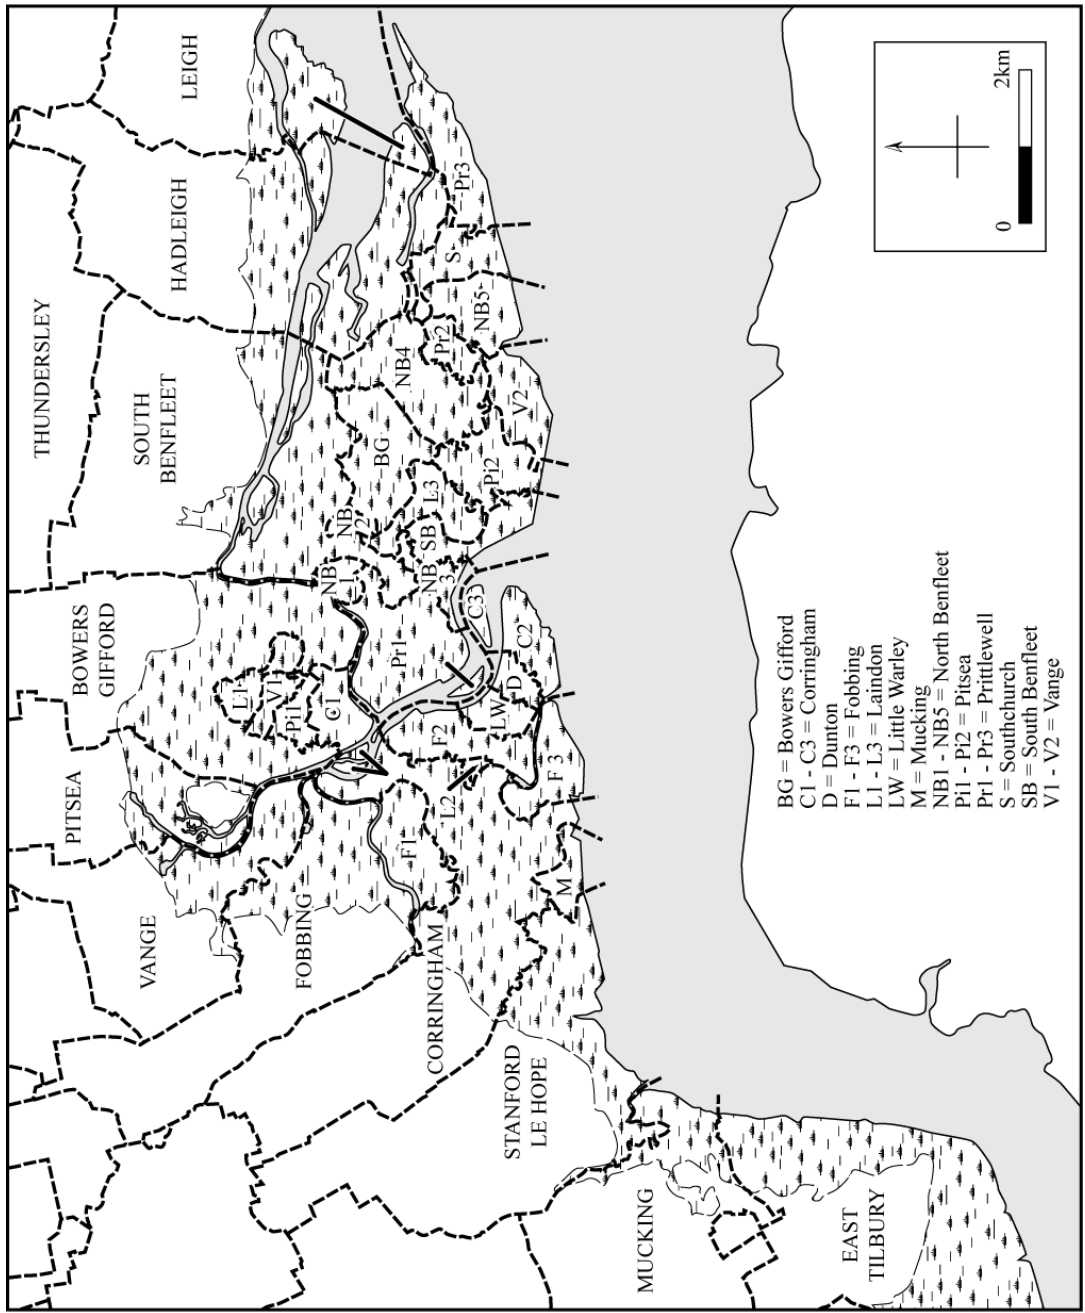 LEIGH
HADLEIGH
THUNDERSLEY
SOUTH
BENFLEET
BOWERS
GIFFORD
PITSEA
VANGE
FOBBING
CORRINGHAM
STANFORD
LE HOPE
MUCKING
EAST
TILBURY
Pr3
S
NB5
Pr2
NB4
V2
BG
Pi2
L3
NB
2
SB
NB
1
NB
3
C3
C2
Pr1
L1
V1
Pi1
C1
D
LW
F2
F3
L2
F1
M
0
2km
BG = Bowers Gifford
C1 - C3 = Corringham
D = Dunton
F1 - F3 = Fobbing
L1 - L3 = Laindon
LW = Little Warley
M = Mucking
NB1 - NB5 = North Benfleet
Pi1 - Pi2 = Pitsea
Pr1 - Pr3 = Prittlewell
S = Southchurch
SB = South Benfleet
V1 - V2 = Vange